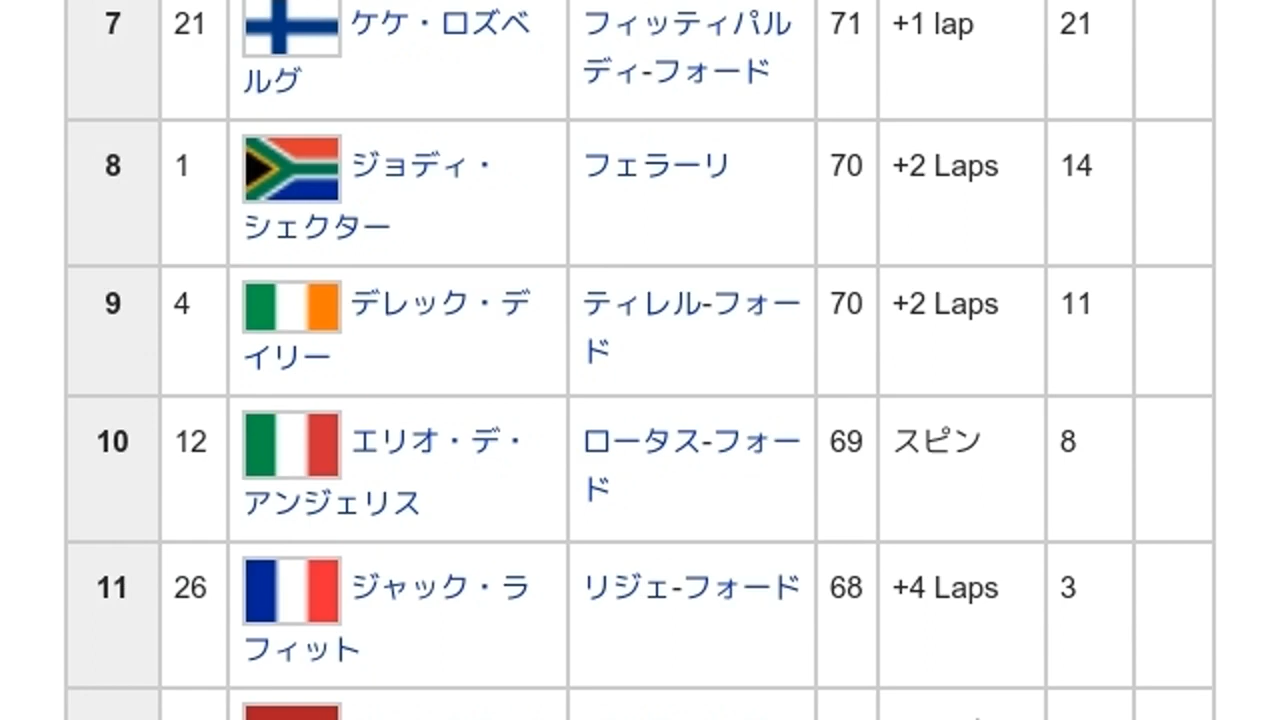 7 21 ケケ・ロズベ フィッティパル 71 +1 lap 21
ルグ ディ-フォード
8 1 ジョディ・ フェラーリ 70 +2 Laps 14
シェクター
9 4 デレック・デ ティレル-フォー 70 +2 Laps 11
イリー ド
10 12 エリオ・デ・ ロータス-フォー 69 スピン 8
アンジェリス ド
11 26 ジャック・ラ リジェ-フォード 68 +4 Laps 3
フィット